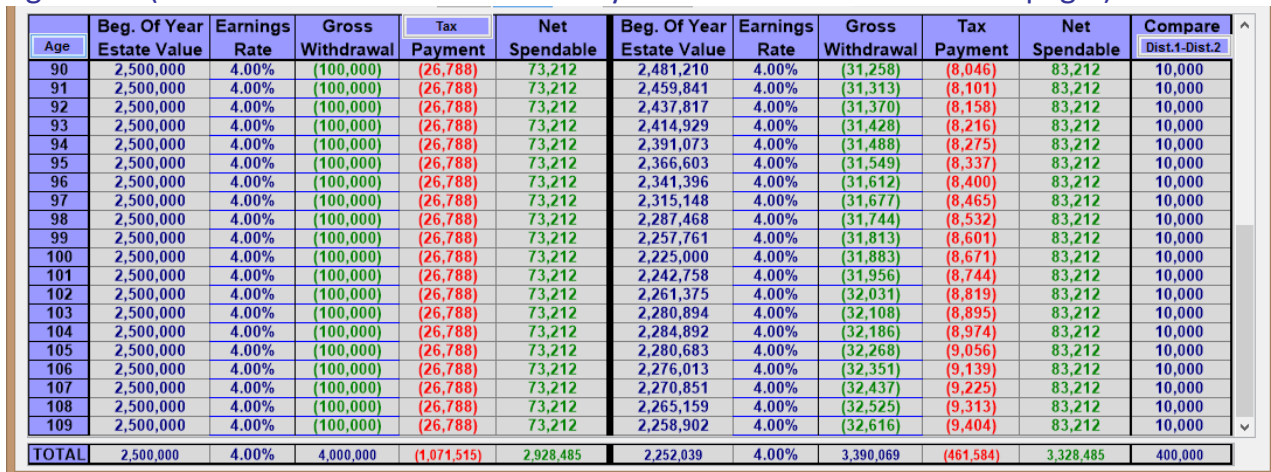 Beg. Of Year Earnings Gross Tax Net Beg. Of Year Earnings Gross Tax Net Compare
Age Estate Value Rate Withdrawal Payment Spendable Estate Value Rate Withdrawal Payment Spendable Dist.1-Dist.2
90 2,500,000 4.00% (100,000) (26,788) 73,212 2,481,210 4.00% (31,258) (8,046) 83,212 10,000
91 2,500,000 4.00% (100,000) (26,788) 73,212 2,459,841 4.00% (31,313) (8,101) 83,212 10,000
92 2,500,000 4.00% (100,000) (26,788) 73,212 2,437,817 4.00% (31,370) (8,158) 83,212 10,000
93 2,500,000 4.00% (100,000) (26,788) 73,212 2,414,929 4.00% (31,428) (8,216) 83,212 10,000
94 2,500,000 4.00% (100,000) (26,788) 73,212 2,391,073 4.00% (31,488) (8,275) 83,212 10,000
95 2,500,000 4.00% (100,000) (26,788) 73,212 2,366,603 4.00% (31,549) (8,337) 83,212 10,000
96 2,500,000 4.00% (100,000) (26,788) 73,212 2,341,396 4.00% (31,612) (8,400) 83,212 10,000
97 2,500,000 4.00% (100,000) (26,788) 73,212 2,315,148 4.00% (31,677) (8,465) 83,212 10,000
98 2,500,000 4.00% (100,000) (26,788) 73,212 2,287,468 4.00% (31,744) (8,532) 83,212 10,000
99 2,500,000 4.00% (100,000) (26,788) 73,212 2,257,761 4.00% (31,813) (8,601) 83,212 10,000
100 2,500,000 4.00% (100,000) (26,788) 73,212 2,225,000 4.00% (31,883) (8,671) 83,212 10,000
101 2,500,000 4.00% (100,000) (26,788) 73,212 2,242,758 4.00% (31,956) (8,744) 83,212 10,000
102 2,500,000 4.00% (100,000) (26,788) 73,212 2,261,375 4.00% (32,031) (8,819) 83,212 10,000
103 2,500,000 4.00% (100,000) (26,788) 73,212 2,280,894 4.00% (32,108) (8,895) 83,212 10,000
104 2,500,000 4.00% (100,000) (26,788) 73,212 2,284,892 4.00% (32,186) (8,974) 83,212 10,000
105 2,500,000 4.00% (100,000) (26,788) 73,212 2,280,683 4.00% (32,268) (9,056) 83,212 10,000
106 2,500,000 4.00% (100,000) (26,788) 73,212 2,276,013 4.00% (32,351) (9,139) 83,212 10,000
107 2,500,000 4.00% (100,000) (26,788) 73,212 2,270,851 4.00% (32,437) (9,225) 83,212 10,000
108 2,500,000 4.00% (100,000) (26,788) 73,212 2,265,159 4.00% (32,525) (9,313) 83,212 10,000
109 2,500,000 4.00% (100,000) (26,788) 73,212 2,258,902 4.00% (32,616) (9,404) 83,212 10,000
TOTAL 2,500,000 4.00% 4,000,000 (1,071,515) 2,928,485 2,252,039 4.00% 3,390,069 (461,584) 3,328,485 400,000